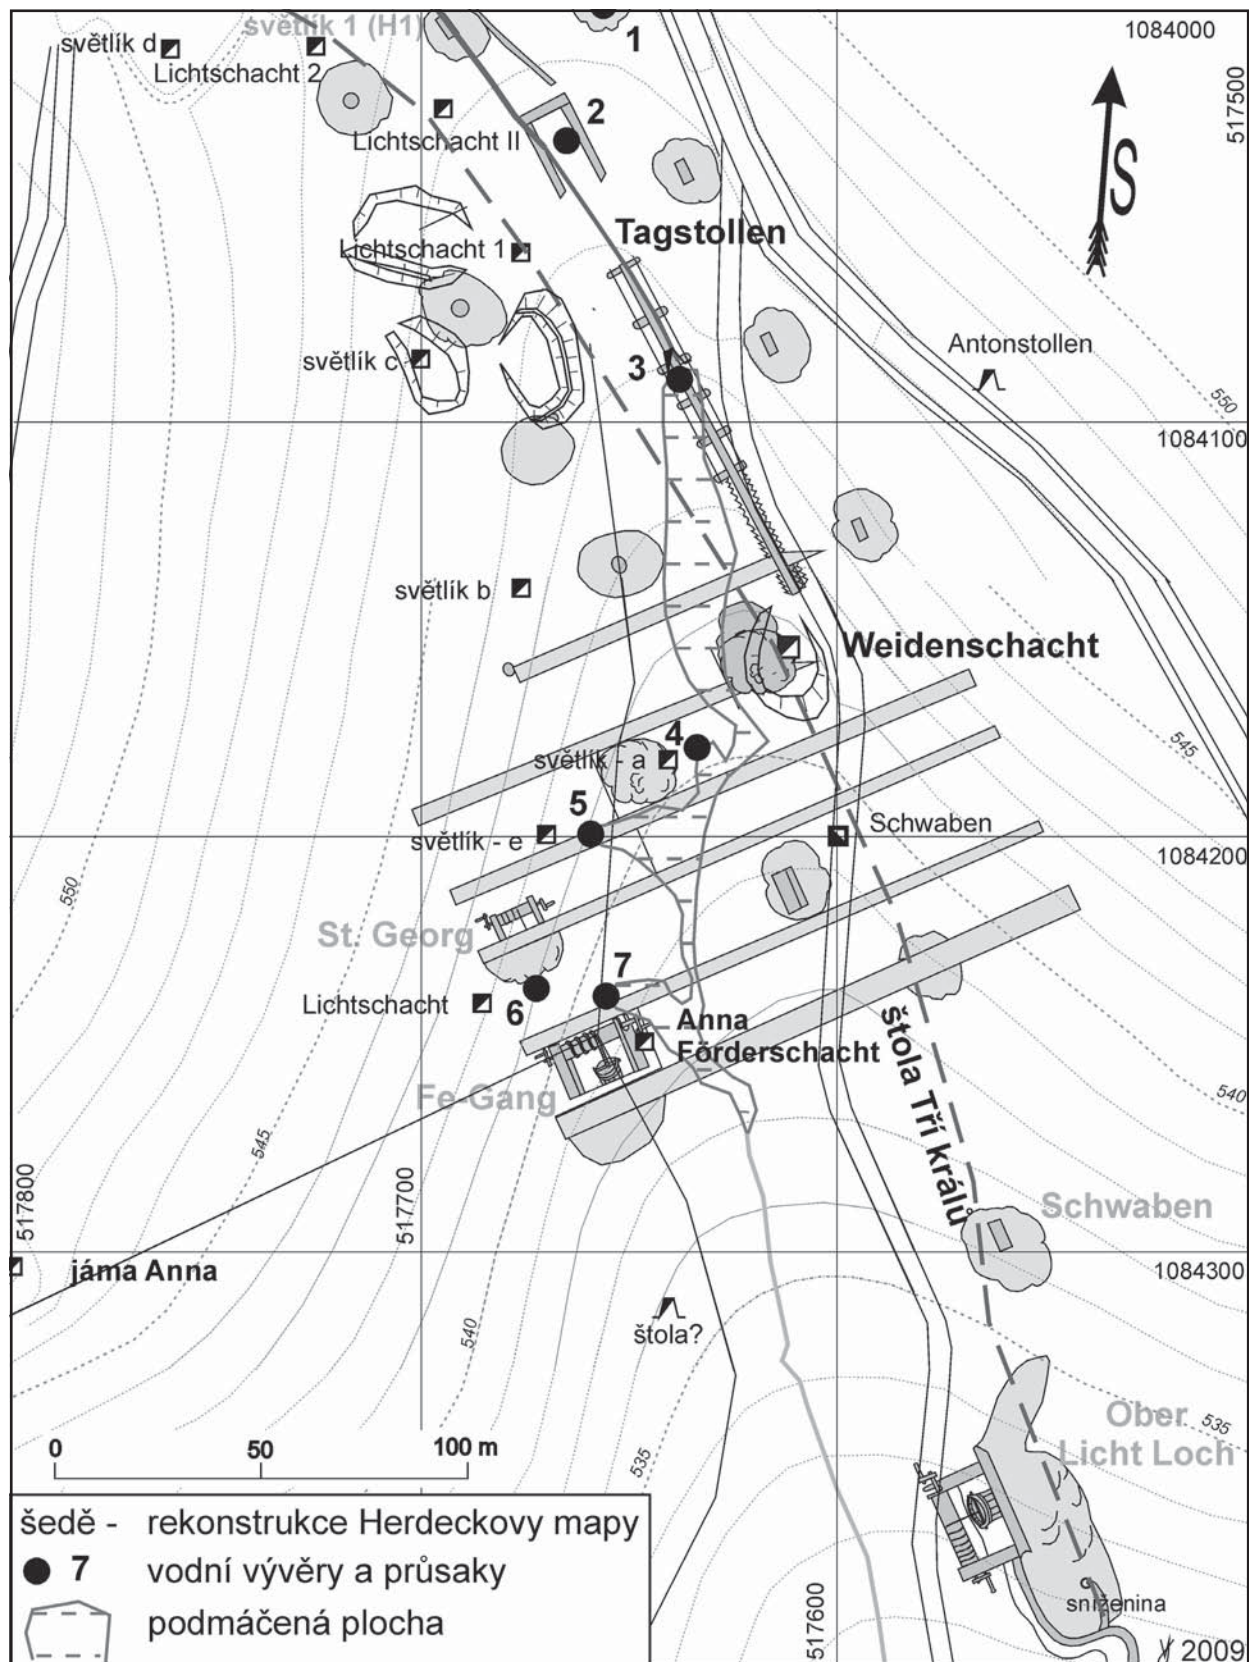 světlík 1 (H1)
světlík d
Lichtschacht 2
1
1084000
517500
2
Lichtschacht II
S
Tagstollen
Lichtschacht 1
Antonstollen
světlík c
3
550
1084100
světlík b
Weidenschacht
545
4
světlík - a
5
Schwaben
světlík - e
1084200
550
St. Georg
7
Lichtschacht
6
Anna
Förderschacht
štola Tří králů
Fe-Gang
540
545
517800
517700
Schwaben
jáma Anna
1084300
štola?
540
Ober
Licht Loch
535
0 50 100 m
535
šedě - rekonstrukce Herdeckovy mapy
7 vodní vývěry a průsaky
podmáčená plocha
517600
sníženina
2009